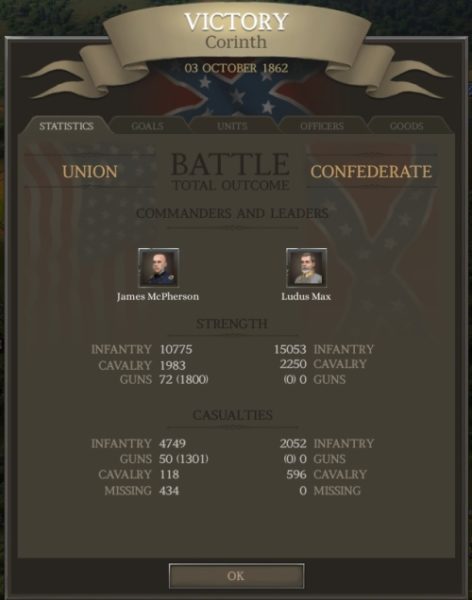 VICTORY
Corinth
03 OCTOBER 1862
STATISTICS GOALS UNITS OFFICERS GOODS
UNION BATTLE CONFEDERATE
TOTAL OUTCOME
COMMANDERS AND LEADERS
James McPherson Ludus Max
STRENGTH
INFANTRY 10775 15053 INFANTRY
CAVALRY 1983 2250 CAVALRY
GUNS 72 (1800) (0) 0 GUNS
CASUALTIES
INFANTRY 4749 2052 INFANTRY
GUNS 50 (1301) (0) 0 GUNS
CAVALRY 118 596 CAVALRY
MISSING 434 0 MISSING
OK